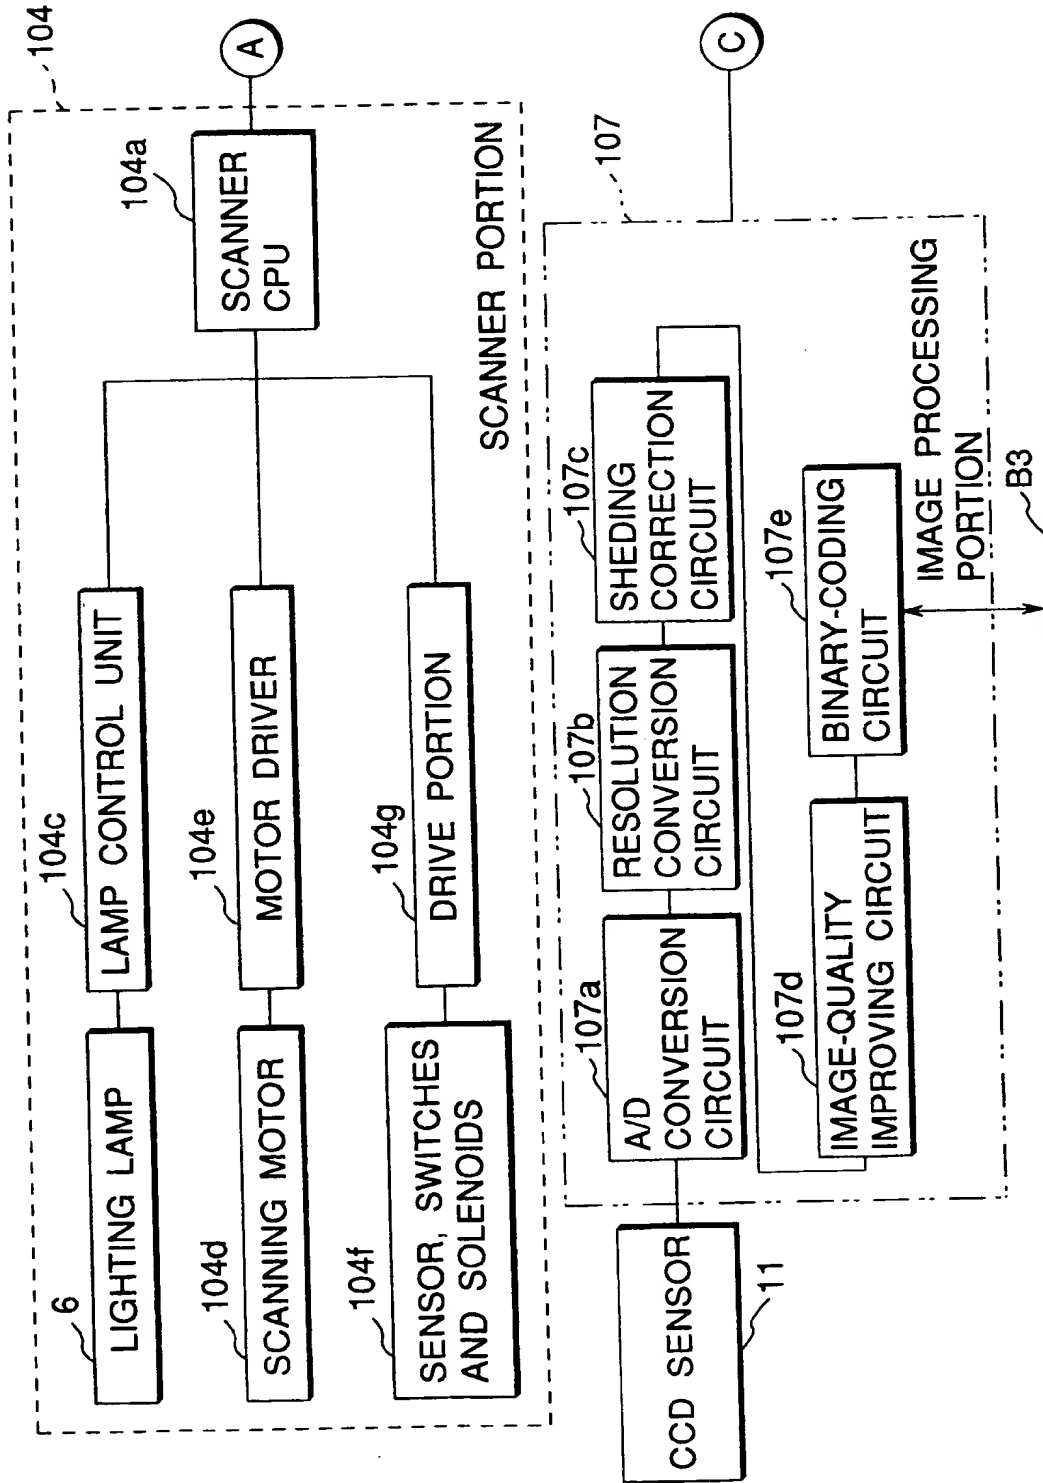 104
A
104a
SCANNER
CPU
104c
LAMP CONTROL UNIT
6
LIGHTING LAMP
104e
MOTOR DRIVER
104d
SCANNING MOTOR
104g
DRIVE PORTION
104f
SENSOR, SWITCHES
AND SOLENOIDS
SCANNER PORTION
C
107
107c
SHEDING
CORRECTION
CIRCUIT
107b
RESOLUTION
CONVERSION
CIRCUIT
107a
A/D
CONVERSION
CIRCUIT
CCD SENSOR
11
107e
BINARY-CODING
CIRCUIT
107d
IMAGE-QUALITY
IMPROVING CIRCUIT
IMAGE PROCESSING
PORTION
B3